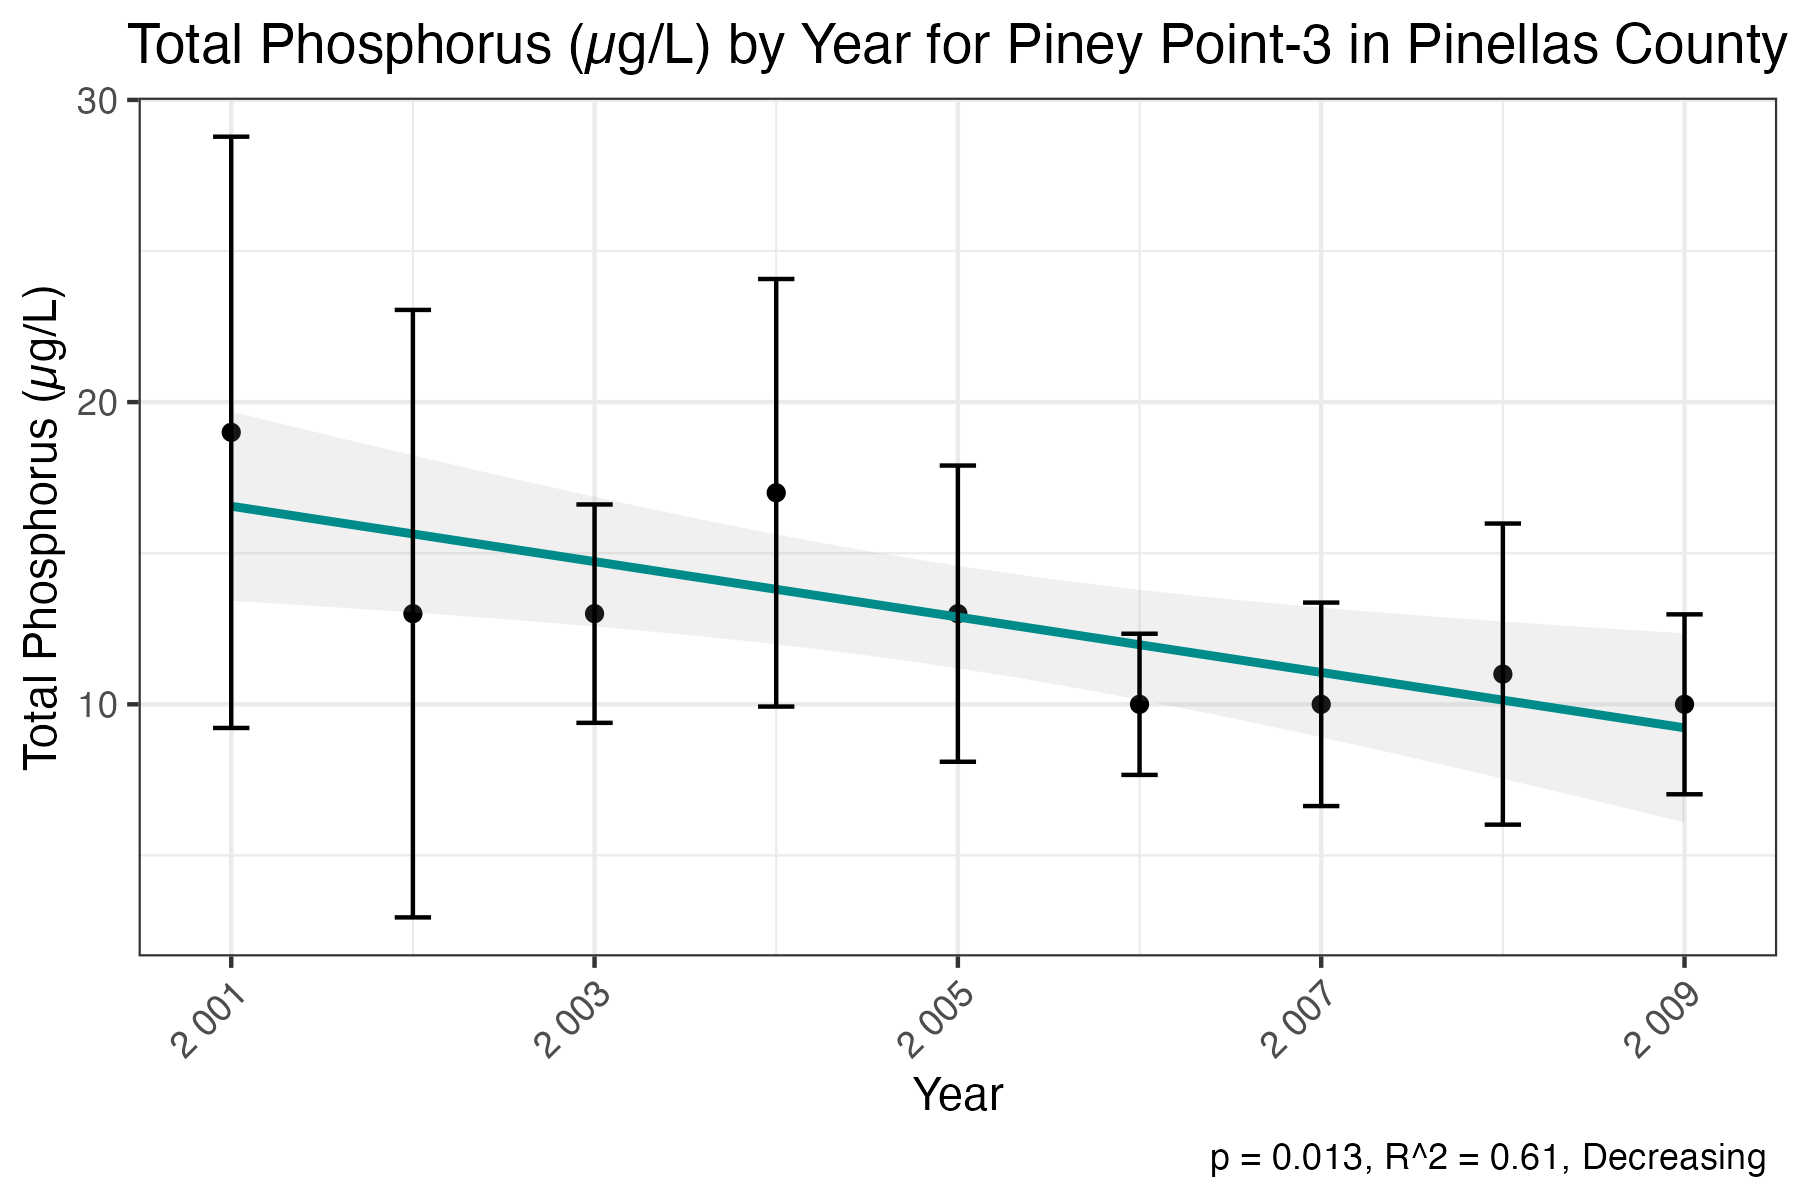 Total Phosphorus (µg/L) by Year for Piney Point-3 in Pinellas County
Total Phosphorus (µg/L)
30
20
10
2 001
2 003
2 005
2 007
2 009
Year
p = 0.013, R^2 = 0.61, Decreasing